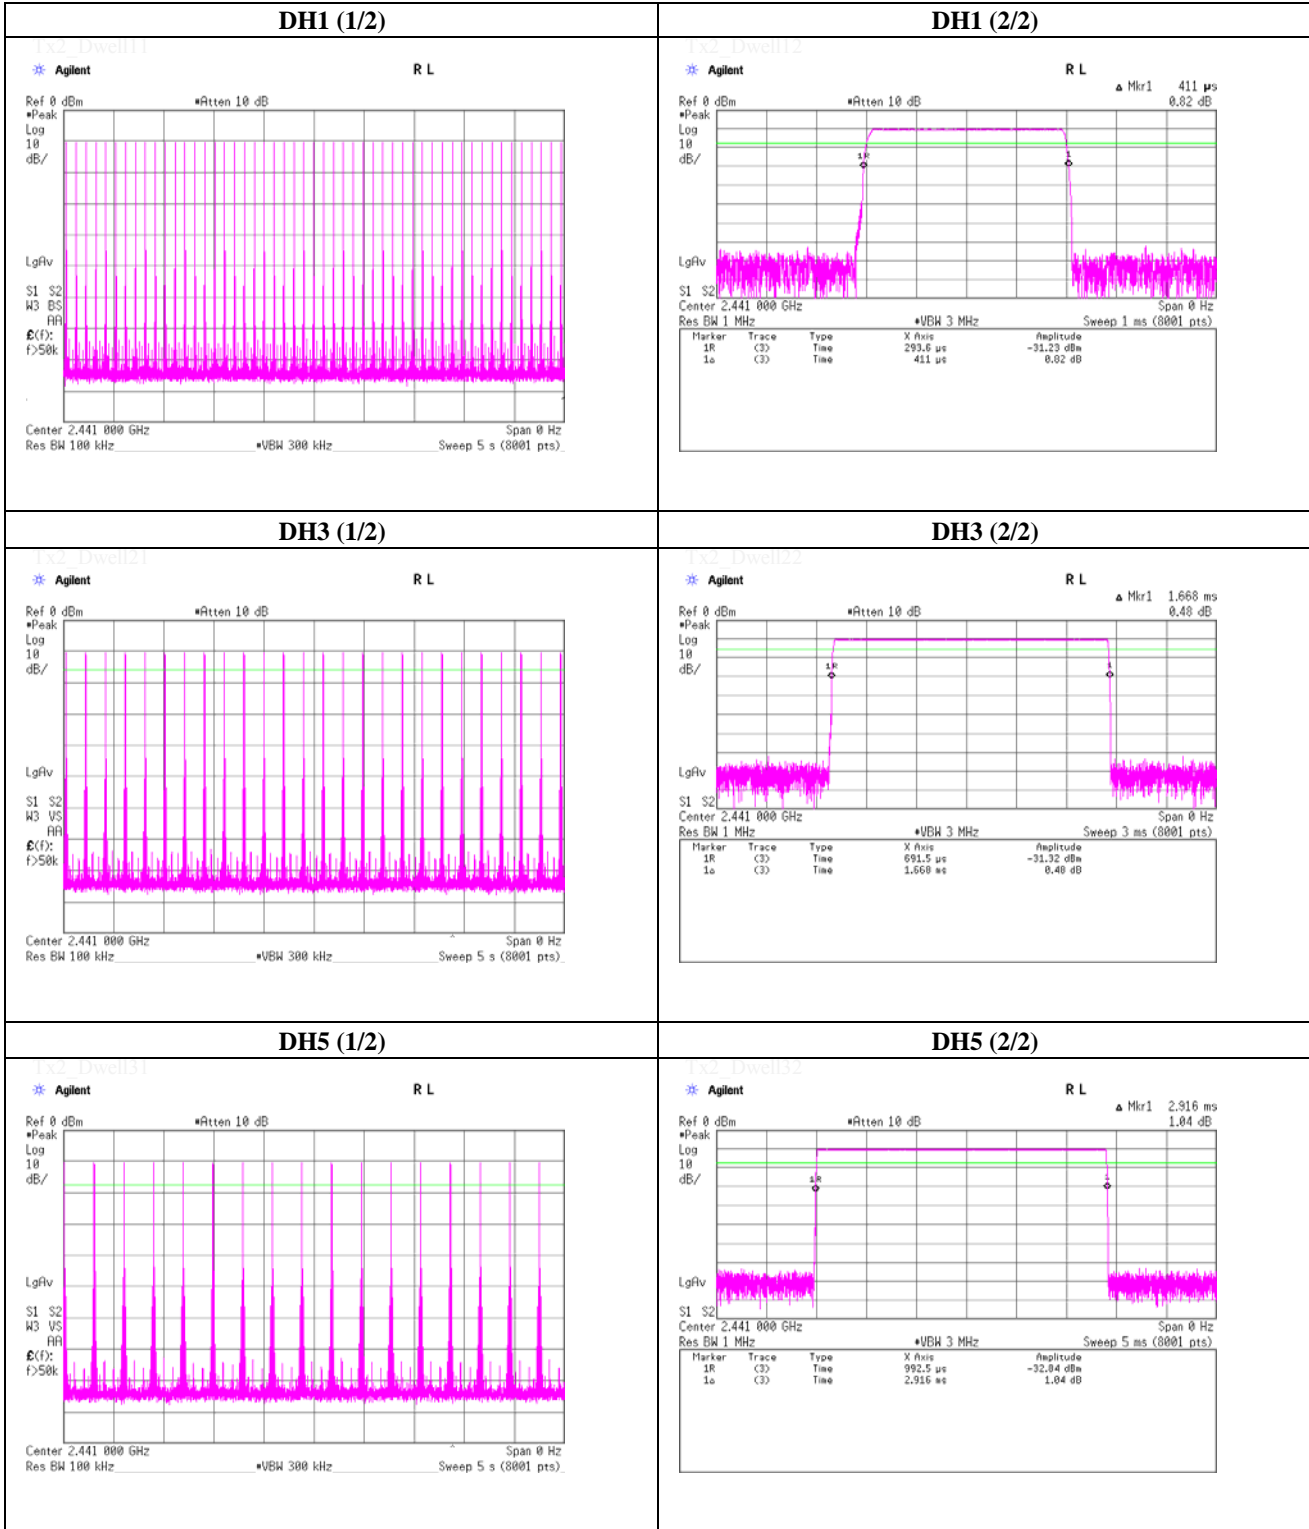 DH1 (1/2)
DH1 (2/2)
Tx2_Dwell11
Agilent
R L
Ref 0 dBm
#Atten 10 dB
#Peak
Log
10
dB/
LgAv
S1 S2
W3 BS
AA
£(f):
f>50k
Center 2.441 000 GHz
Span 0 Hz
Res BW 100 kHz
#VBW 300 kHz
Sweep 5 s (8001 pts)
Tx2_Dwell12
Agilent
R L
Δ Mkr1 411 µs
Ref 0 dBm
#Atten 10 dB
0.82 dB
#Peak
Log
10
dB/
1R
1
LgAv
S1 S2
Center 2.441 000 GHz
Span 0 Hz
Res BW 1 MHz
#VBW 3 MHz
Sweep 1 ms (8001 pts)
Marker Trace Type X Axis Amplitude
1R (3) Time 293.6 µs -31.23 dBm
1Δ (3) Time 411 µs 0.82 dB
DH3 (1/2)
DH3 (2/2)
Tx2_Dwell21
Agilent
R L
Ref 0 dBm
#Atten 10 dB
#Peak
Log
10
dB/
LgAv
S1 S2
W3 VS
AA
£(f):
f>50k
Center 2.441 000 GHz
Span 0 Hz
Res BW 100 kHz
#VBW 300 kHz
Sweep 5 s (8001 pts)
Tx2_Dwell22
Agilent
R L
Δ Mkr1 1.668 ms
Ref 0 dBm
#Atten 10 dB
0.48 dB
#Peak
Log
10
dB/
1R
1
LgAv
S1 S2
Center 2.441 000 GHz
Span 0 Hz
Res BW 1 MHz
#VBW 3 MHz
Sweep 3 ms (8001 pts)
Marker Trace Type X Axis Amplitude
1R (3) Time 691.5 µs -31.32 dBm
1Δ (3) Time 1.668 ms 0.48 dB
DH5 (1/2)
DH5 (2/2)
Tx2_Dwell31
Agilent
R L
Ref 0 dBm
#Atten 10 dB
#Peak
Log
10
dB/
LgAv
S1 S2
W3 VS
AA
£(f):
f>50k
Center 2.441 000 GHz
Span 0 Hz
Res BW 100 kHz
#VBW 300 kHz
Sweep 5 s (8001 pts)
Tx2_Dwell32
Agilent
R L
Δ Mkr1 2.916 ms
Ref 0 dBm
#Atten 10 dB
1.04 dB
#Peak
Log
10
dB/
1R
1
LgAv
S1 S2
Center 2.441 000 GHz
Span 0 Hz
Res BW 1 MHz
#VBW 3 MHz
Sweep 5 ms (8001 pts)
Marker Trace Type X Axis Amplitude
1R (3) Time 992.5 µs -32.04 dBm
1Δ (3) Time 2.916 ms 1.04 dB